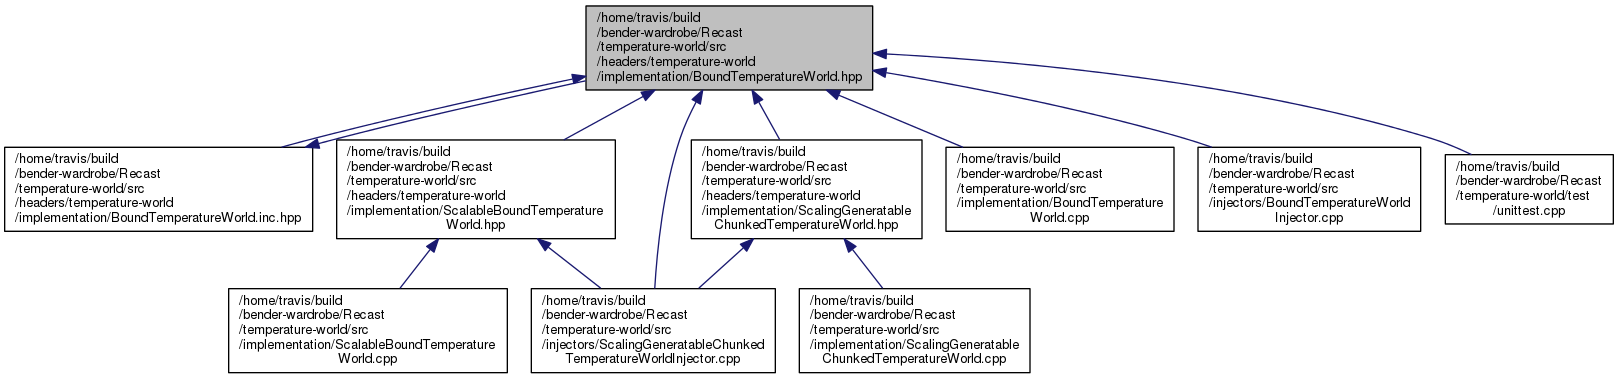 /home/travis/build
/bender-wardrobe/Recast
/temperature-world/src
/headers/temperature-world
/implementation/BoundTemperatureWorld.hpp
/home/travis/build
/bender-wardrobe/Recast
/temperature-world/src
/headers/temperature-world
/implementation/BoundTemperatureWorld.inc.hpp
/home/travis/build
/bender-wardrobe/Recast
/temperature-world/src
/headers/temperature-world
/implementation/ScalableBoundTemperature
World.hpp
/home/travis/build
/bender-wardrobe/Recast
/temperature-world/src
/headers/temperature-world
/implementation/ScalingGeneratable
ChunkedTemperatureWorld.hpp
/home/travis/build
/bender-wardrobe/Recast
/temperature-world/src
/implementation/BoundTemperature
World.cpp
/home/travis/build
/bender-wardrobe/Recast
/temperature-world/src
/injectors/BoundTemperatureWorld
Injector.cpp
/home/travis/build
/bender-wardrobe/Recast
/temperature-world/test
/unittest.cpp
/home/travis/build
/bender-wardrobe/Recast
/temperature-world/src
/implementation/ScalableBoundTemperature
World.cpp
/home/travis/build
/bender-wardrobe/Recast
/temperature-world/src
/injectors/ScalingGeneratableChunked
TemperatureWorldInjector.cpp
/home/travis/build
/bender-wardrobe/Recast
/temperature-world/src
/implementation/ScalingGeneratable
ChunkedTemperatureWorld.cpp